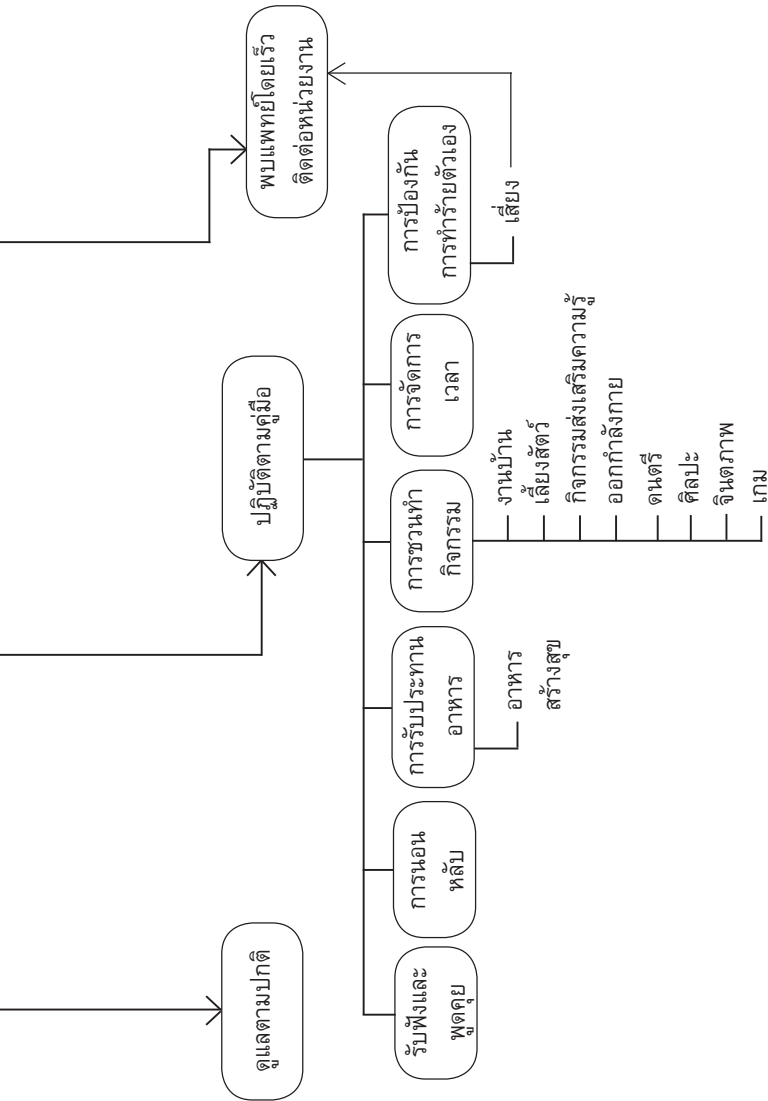 ดูแลตามปกติ
ปฏิบัติตามคู่มือ
พบแพทย์โดยเร็ว
ติดต่อหน่วยงาน
รับฟังและ
พูดคุย
การนอน
หลับ
การรับประทาน
อาหาร
การชวนทำ
กิจกรรม
การจัดการ
เวลา
การป้องกัน
การทำร้ายตัวเอง
อาหาร
สร้างสุข
งานบ้าน
เลี้ยงสัตว์
กิจกรรมส่งเสริมความรู้
ออกกำลังกาย
ดนตรี
ศิลปะ
จินตภาพ
เกม
เสี่ยง